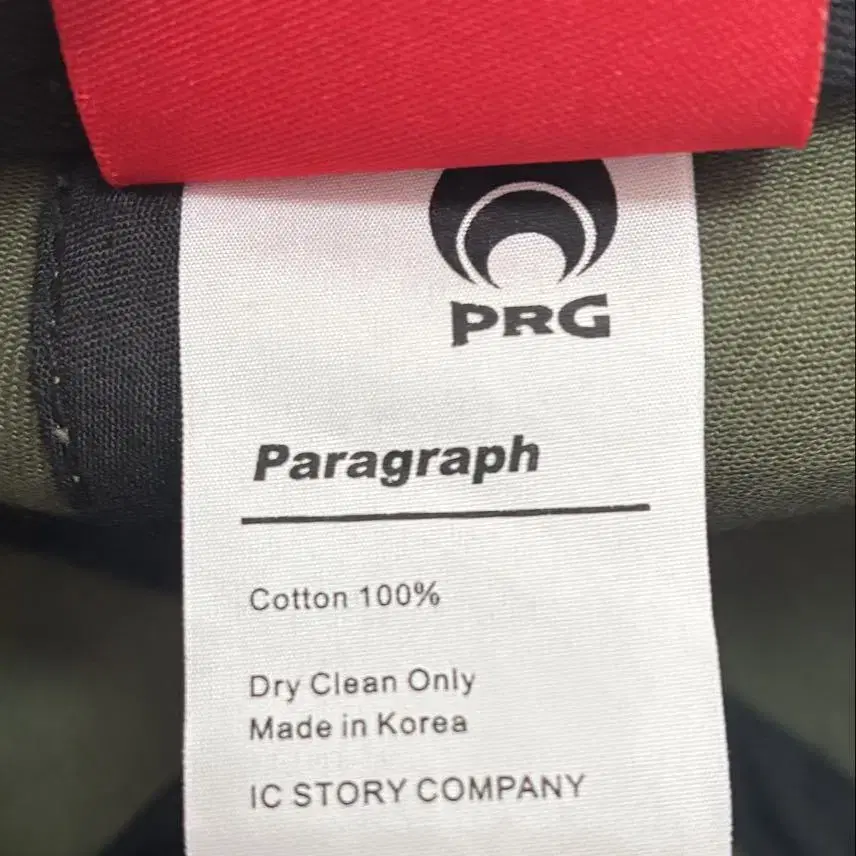 PRG
Paragraph
Cotton 100%
Dry Clean Only
Made in Korea
IC STORY COMPANY